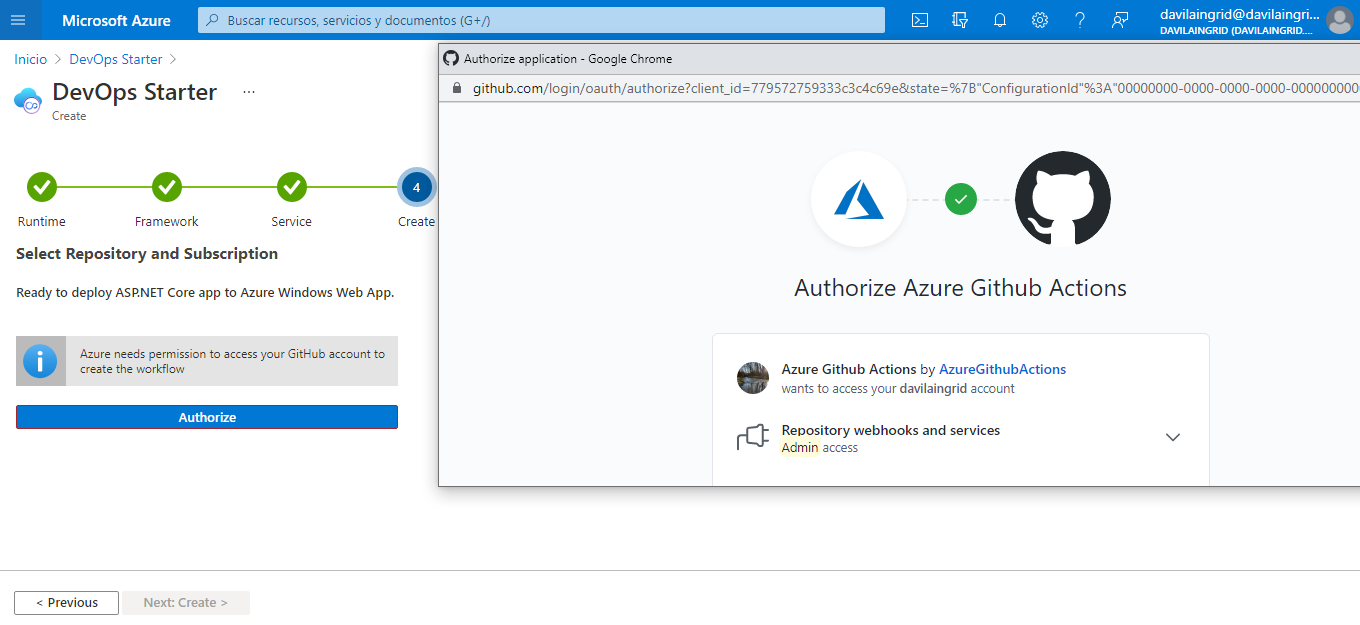 Microsoft Azure
Buscar recursos, servicios y documentos (G+/)
davilaingrid@davilaingri...
DAVILAINGRID (DAVILAINGRID....
Inicio > DevOps Starter >
DevOps Starter ...
Create
4
Runtime Framework Service Create
Select Repository and Subscription
Ready to deploy ASP.NET Core app to Azure Windows Web App.
Azure needs permission to access your GitHub account to
create the workflow
Authorize
< Previous
Next: Create >
Authorize application - Google Chrome
github.com/login/oauth/authorize?client_id=779572759333c3c4c69e&state=%7B"ConfigurationId"%3A"00000000-0000-0000-0000-000000000
Authorize Azure Github Actions
Azure Github Actions by AzureGithubActions
wants to access your davilaingrid account
Repository webhooks and services
Admin access